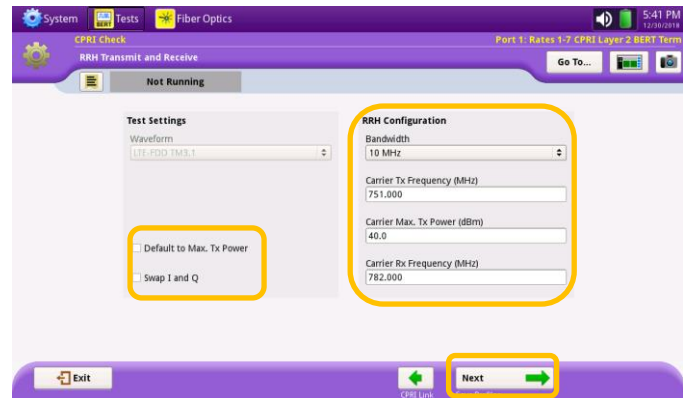 System Tests Fiber Optics 5:41 PM
12/30/2018
CPRI Check Port 1: Rates 1-7 CPRI Layer 2 BERT Term
RRH Transmit and Receive Go To...
Not Running
Test Settings
Waveform
LTE-FDD TM3.1
Default to Max. Tx Power
Swap I and Q
RRH Configuration
Bandwidth
10 MHz
Carrier Tx Frequency (MHz)
751.000
Carrier Max. Tx Power (dBm)
40.0
Carrier Rx Frequency (MHz)
782.000
Exit Next
CPRI Link